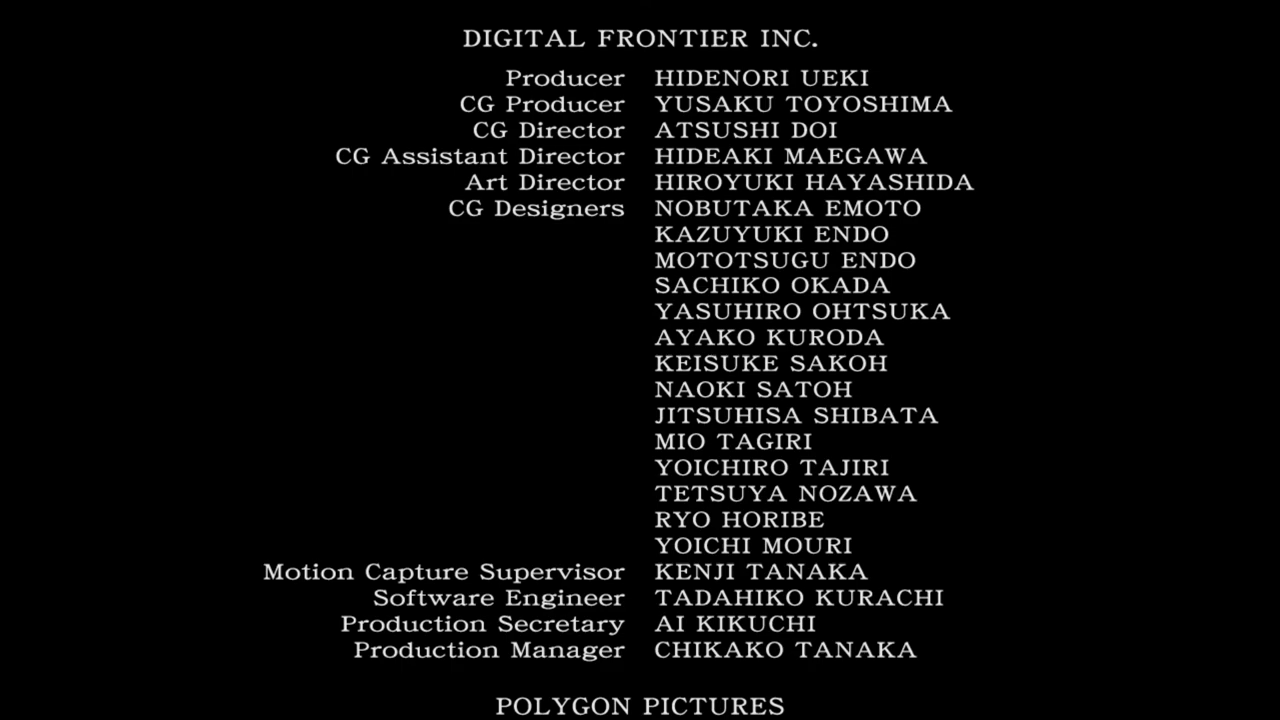 DIGITAL FRONTIER INC.
Producer HIDENORI UEKI
CG Producer YUSAKU TOYOSHIMA
CG Director ATSUSHI DOI
CG Assistant Director HIDEAKI MAEGAWA
Art Director HIROYUKI HAYASHIDA
CG Designers NOBUTAKA EMOTO
KAZUYUKI ENDO
MOTOTSUGU ENDO
SACHIKO OKADA
YASUHIRO OHTSUKA
AYAKO KURODA
KEISUKE SAKOH
NAOKI SATOH
JITSUHISA SHIBATA
MIO TAGIRI
YOICHIRO TAJIRI
TETSUYA NOZAWA
RYO HORIBE
YOICHI MOURI
Motion Capture Supervisor KENJI TANAKA
Software Engineer TADAHIKO KURACHI
Production Secretary AI KIKUCHI
Production Manager CHIKAKO TANAKA
POLYGON PICTURES